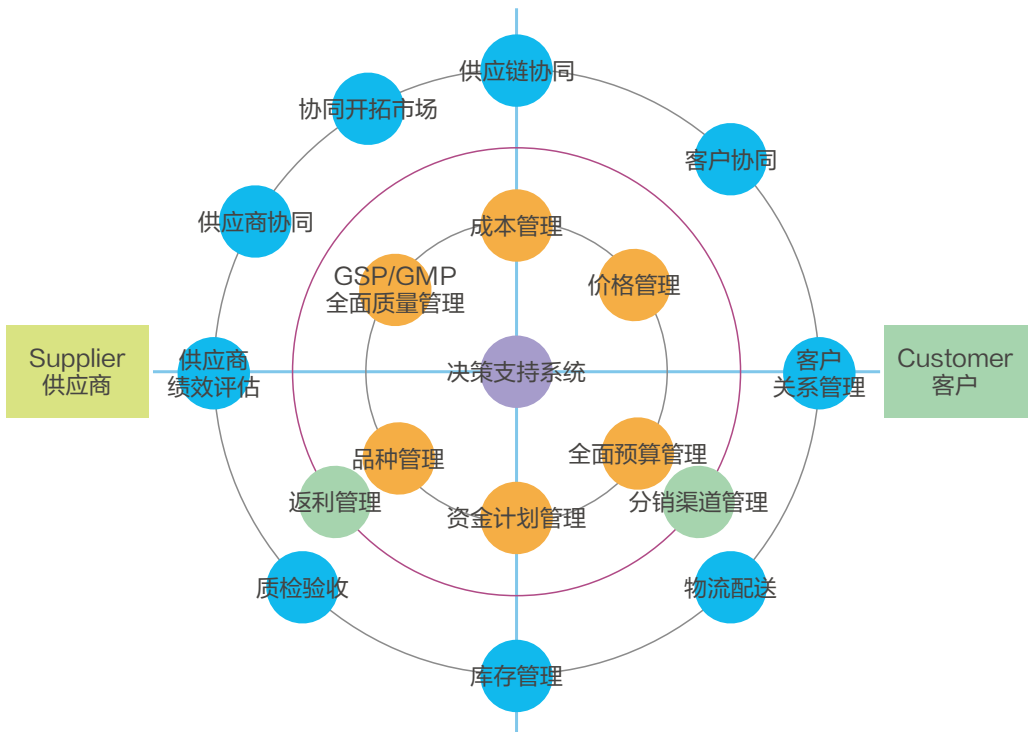 供应链协同
协同开拓市场
客户协同
供应商协同
成本管理
GSP/GMP
全面质量管理
价格管理
Supplier
供应商
供应商
绩效评估
决策支持系统
客户
关系管理
Customer
客户
品种管理
全面预算管理
返利管理
资金计划管理
分销渠道管理
质检验收
物流配送
库存管理